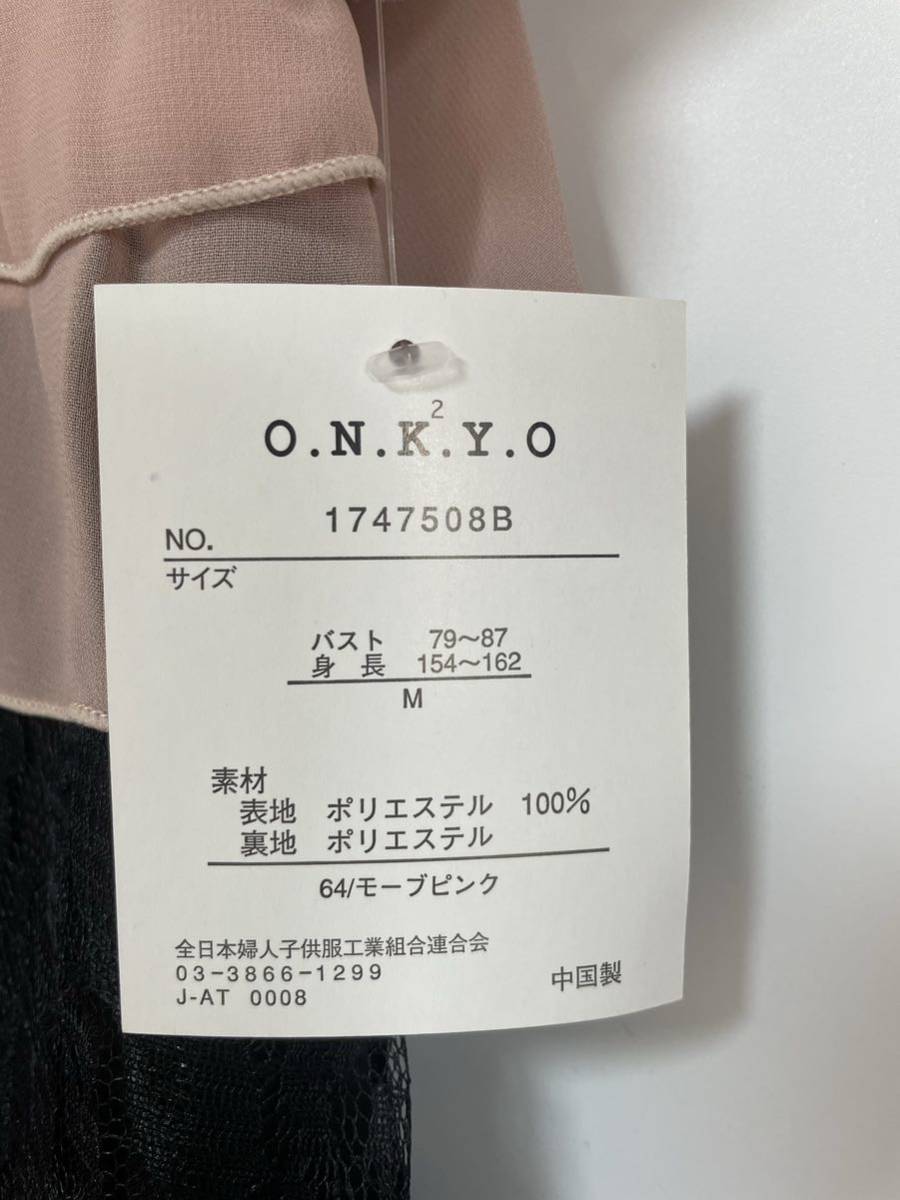 O.N.K².Y.O
NO. 1747508B
サイズ
バスト 79〜87
身長 154〜162
M
素材
表地 ポリエステル 100%
裏地 ポリエステル
64/モーブピンク
全日本婦人子供服工業組合連合会
03-3866-1299
J-AT 0008
中国製